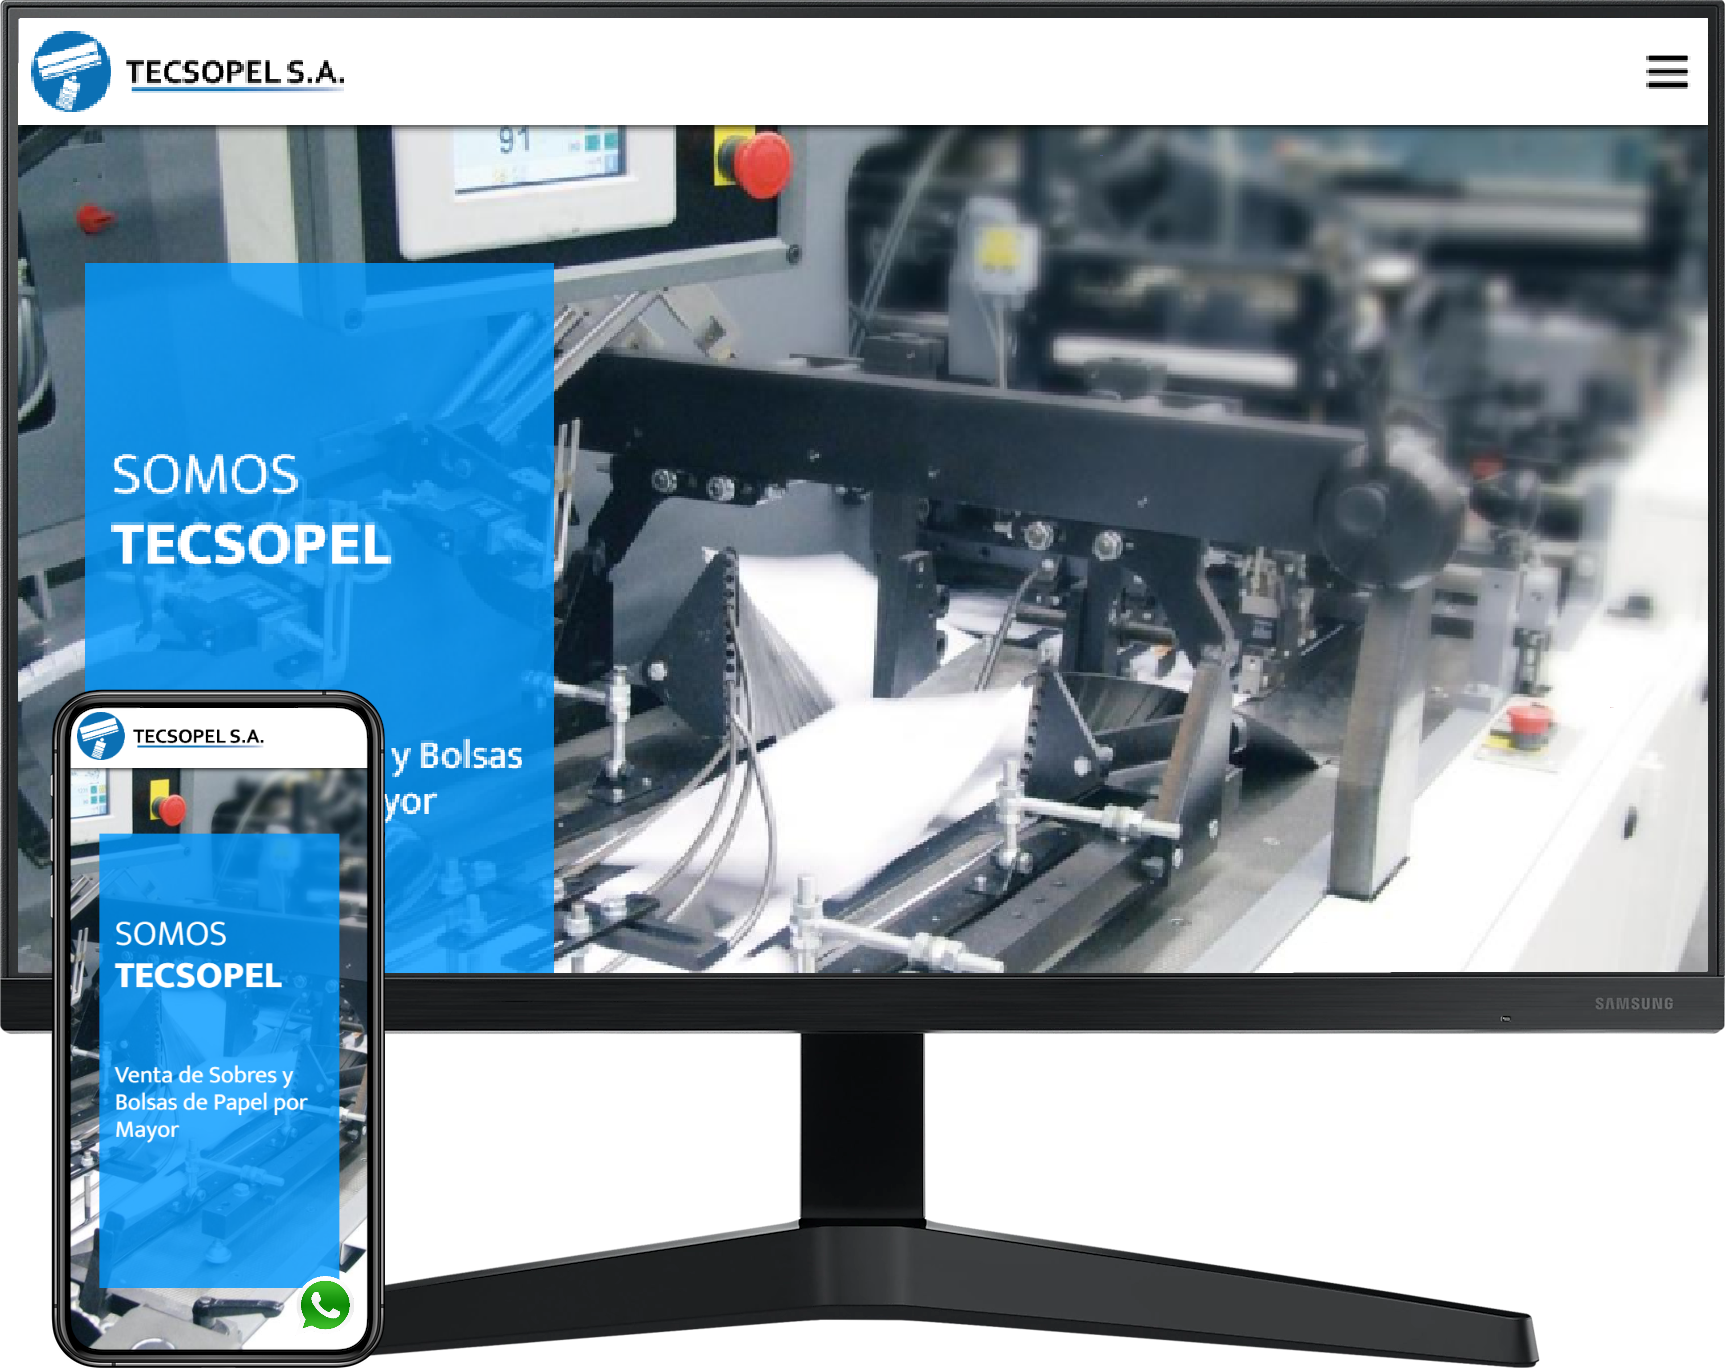 TECSOPEL S.A.
91
SOMOS
TECSOPEL
y Bolsas
yor
SAMSUNG
TECSOPEL S.A.
SOMOS
TECSOPEL
Venta de Sobres y
Bolsas de Papel por
Mayor